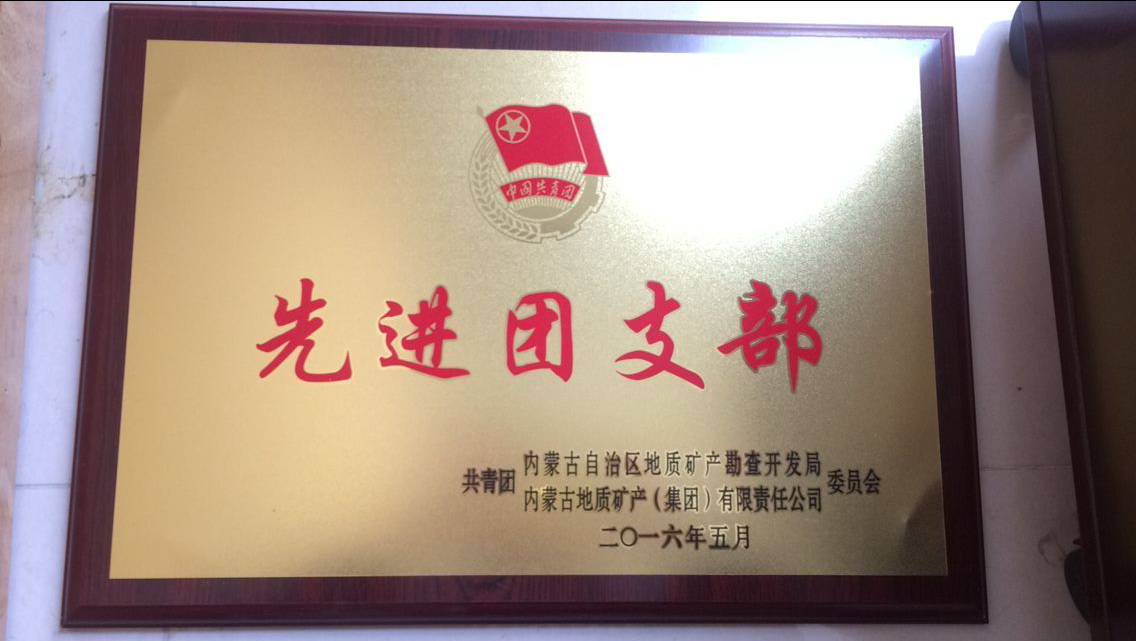 中国共青团
先进团支部
共青团 内蒙古自治区地质矿产勘查开发局 委员会
内蒙古地质矿产（集团）有限责任公司
二〇一六年五月